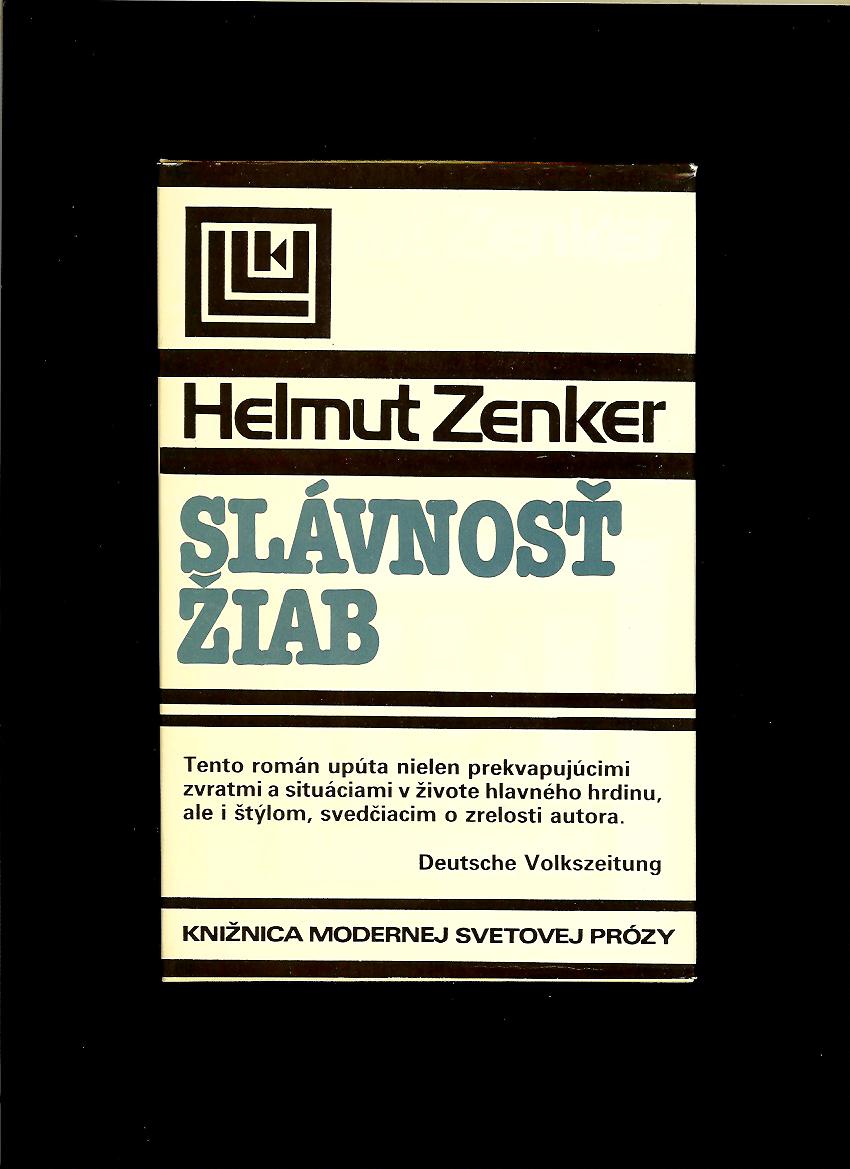 Helmut Zenker
SLÁVNOSŤ
ŽIAB
Tento román upúta nielen prekvapujúcimi
zvratmi a situáciami v živote hlavného hrdinu,
ale i štýlom, svedčiacim o zrelosti autora.
Deutsche Volkszeitung
KNIŽNICA MODERNEJ SVETOVEJ PRÓZY